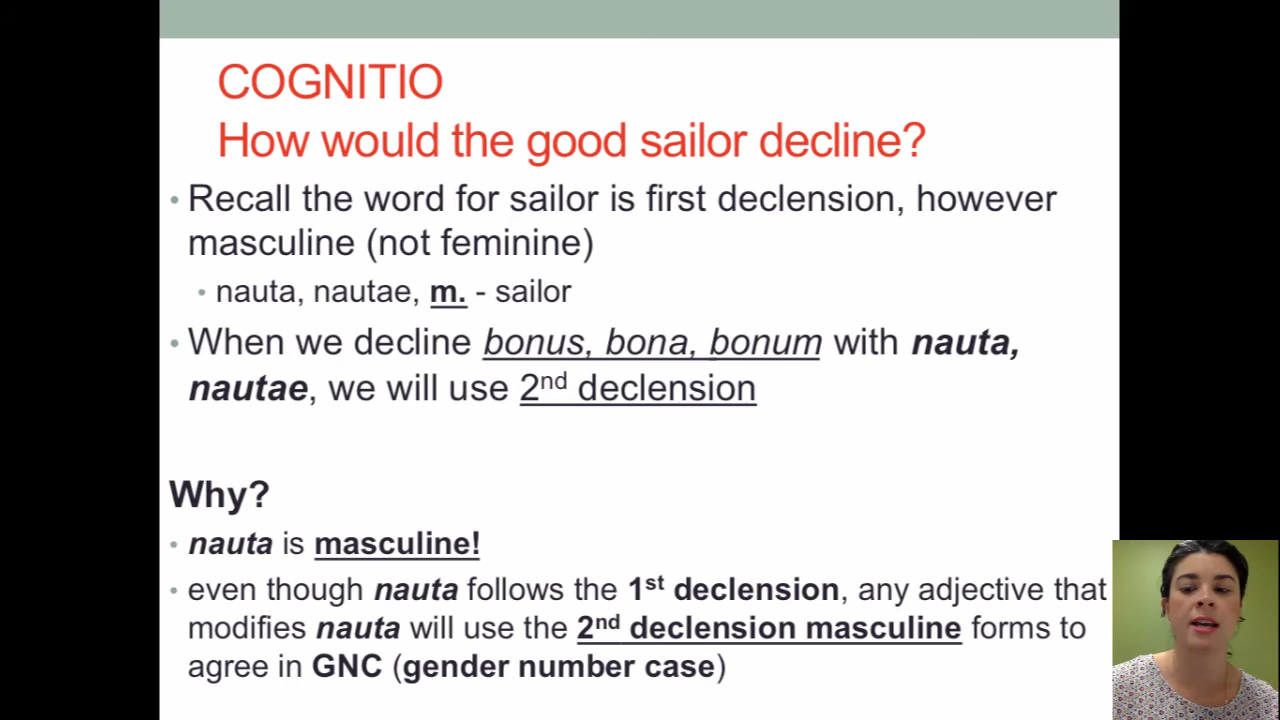 COGNITIO
How would the good sailor decline?
• Recall the word for sailor is first declension, however
masculine (not feminine)
• nauta, nautae, m. - sailor
• When we decline bonus, bona, bonum with nauta,
nautae, we will use 2nd declension
Why?
• nauta is masculine!
• even though nauta follows the 1st declension, any adjective that
modifies nauta will use the 2nd declension masculine forms to
agree in GNC (gender number case)